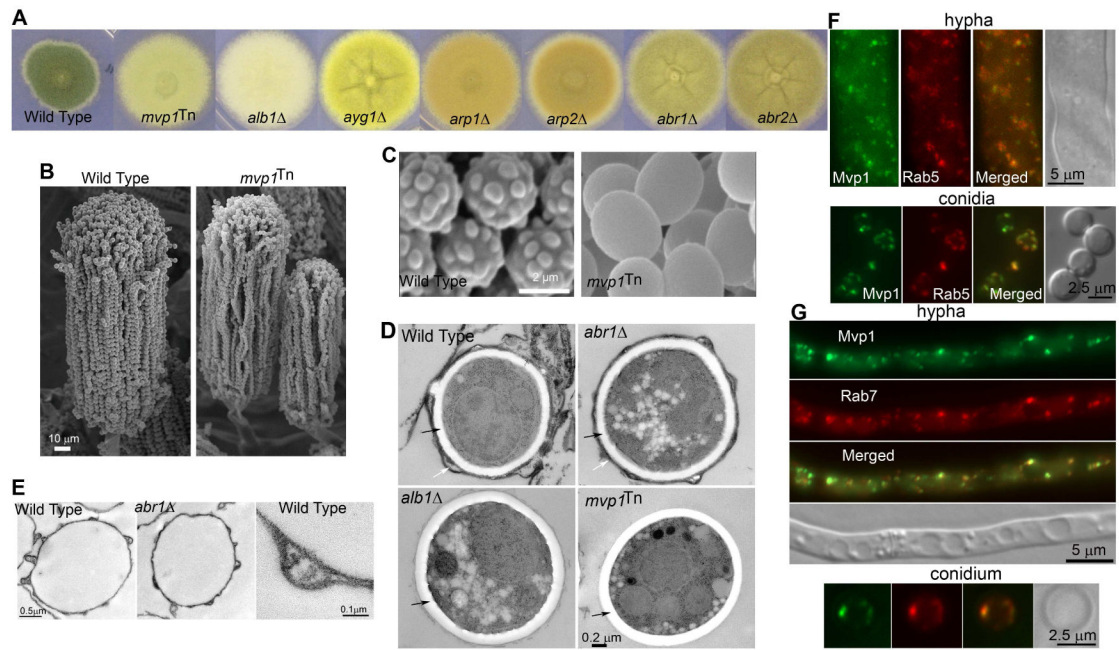 A
Wild Type
mvp1Tn
alb1Δ
ayg1Δ
arp1Δ
arp2Δ
abr1Δ
abr2Δ
B
Wild Type
mvp1Tn
10 μm
C
Wild Type
2 μm
mvp1Tn
D
Wild Type
abr1Δ
alb1Δ
mvp1Tn
0.2 μm
E
Wild Type
abr1Δ
Wild Type
0.5μm
0.1μm
F
hypha
Mvp1
Rab5
Merged
5 μm
conidia
Mvp1
Rab5
Merged
2.5 μm
G
hypha
Mvp1
Rab7
Merged
5 μm
conidium
2.5 μm